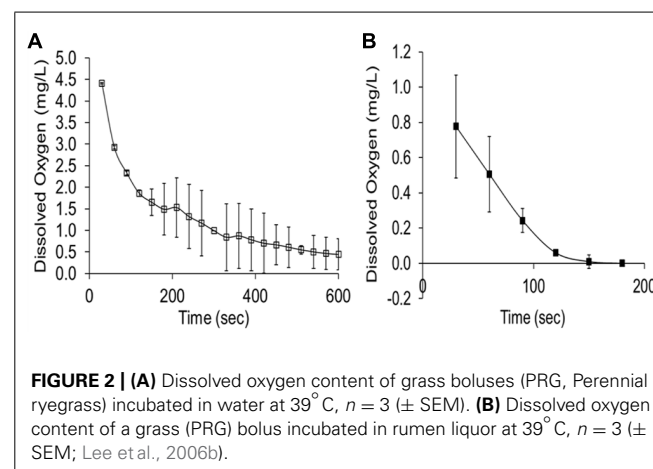 A
B
Dissolved Oxygen (mg/L)
5.0
4.5
4.0
3.5
3.0
2.5
2.0
1.5
1.0
0.5
0.0
0
200
400
600
Time (sec)
Dissolved Oxygen (mg/L)
1.2
1.0
0.8
0.6
0.4
0.2
0.0
-0.2
0
100
200
Time (sec)
FIGURE 2 | (A) Dissolved oxygen content of grass boluses (PRG, Perennial
ryegrass) incubated in water at 39°C, n = 3 (± SEM). (B) Dissolved oxygen
content of a grass (PRG) bolus incubated in rumen liquor at 39°C, n = 3 (±
SEM; Lee et al., 2006b).